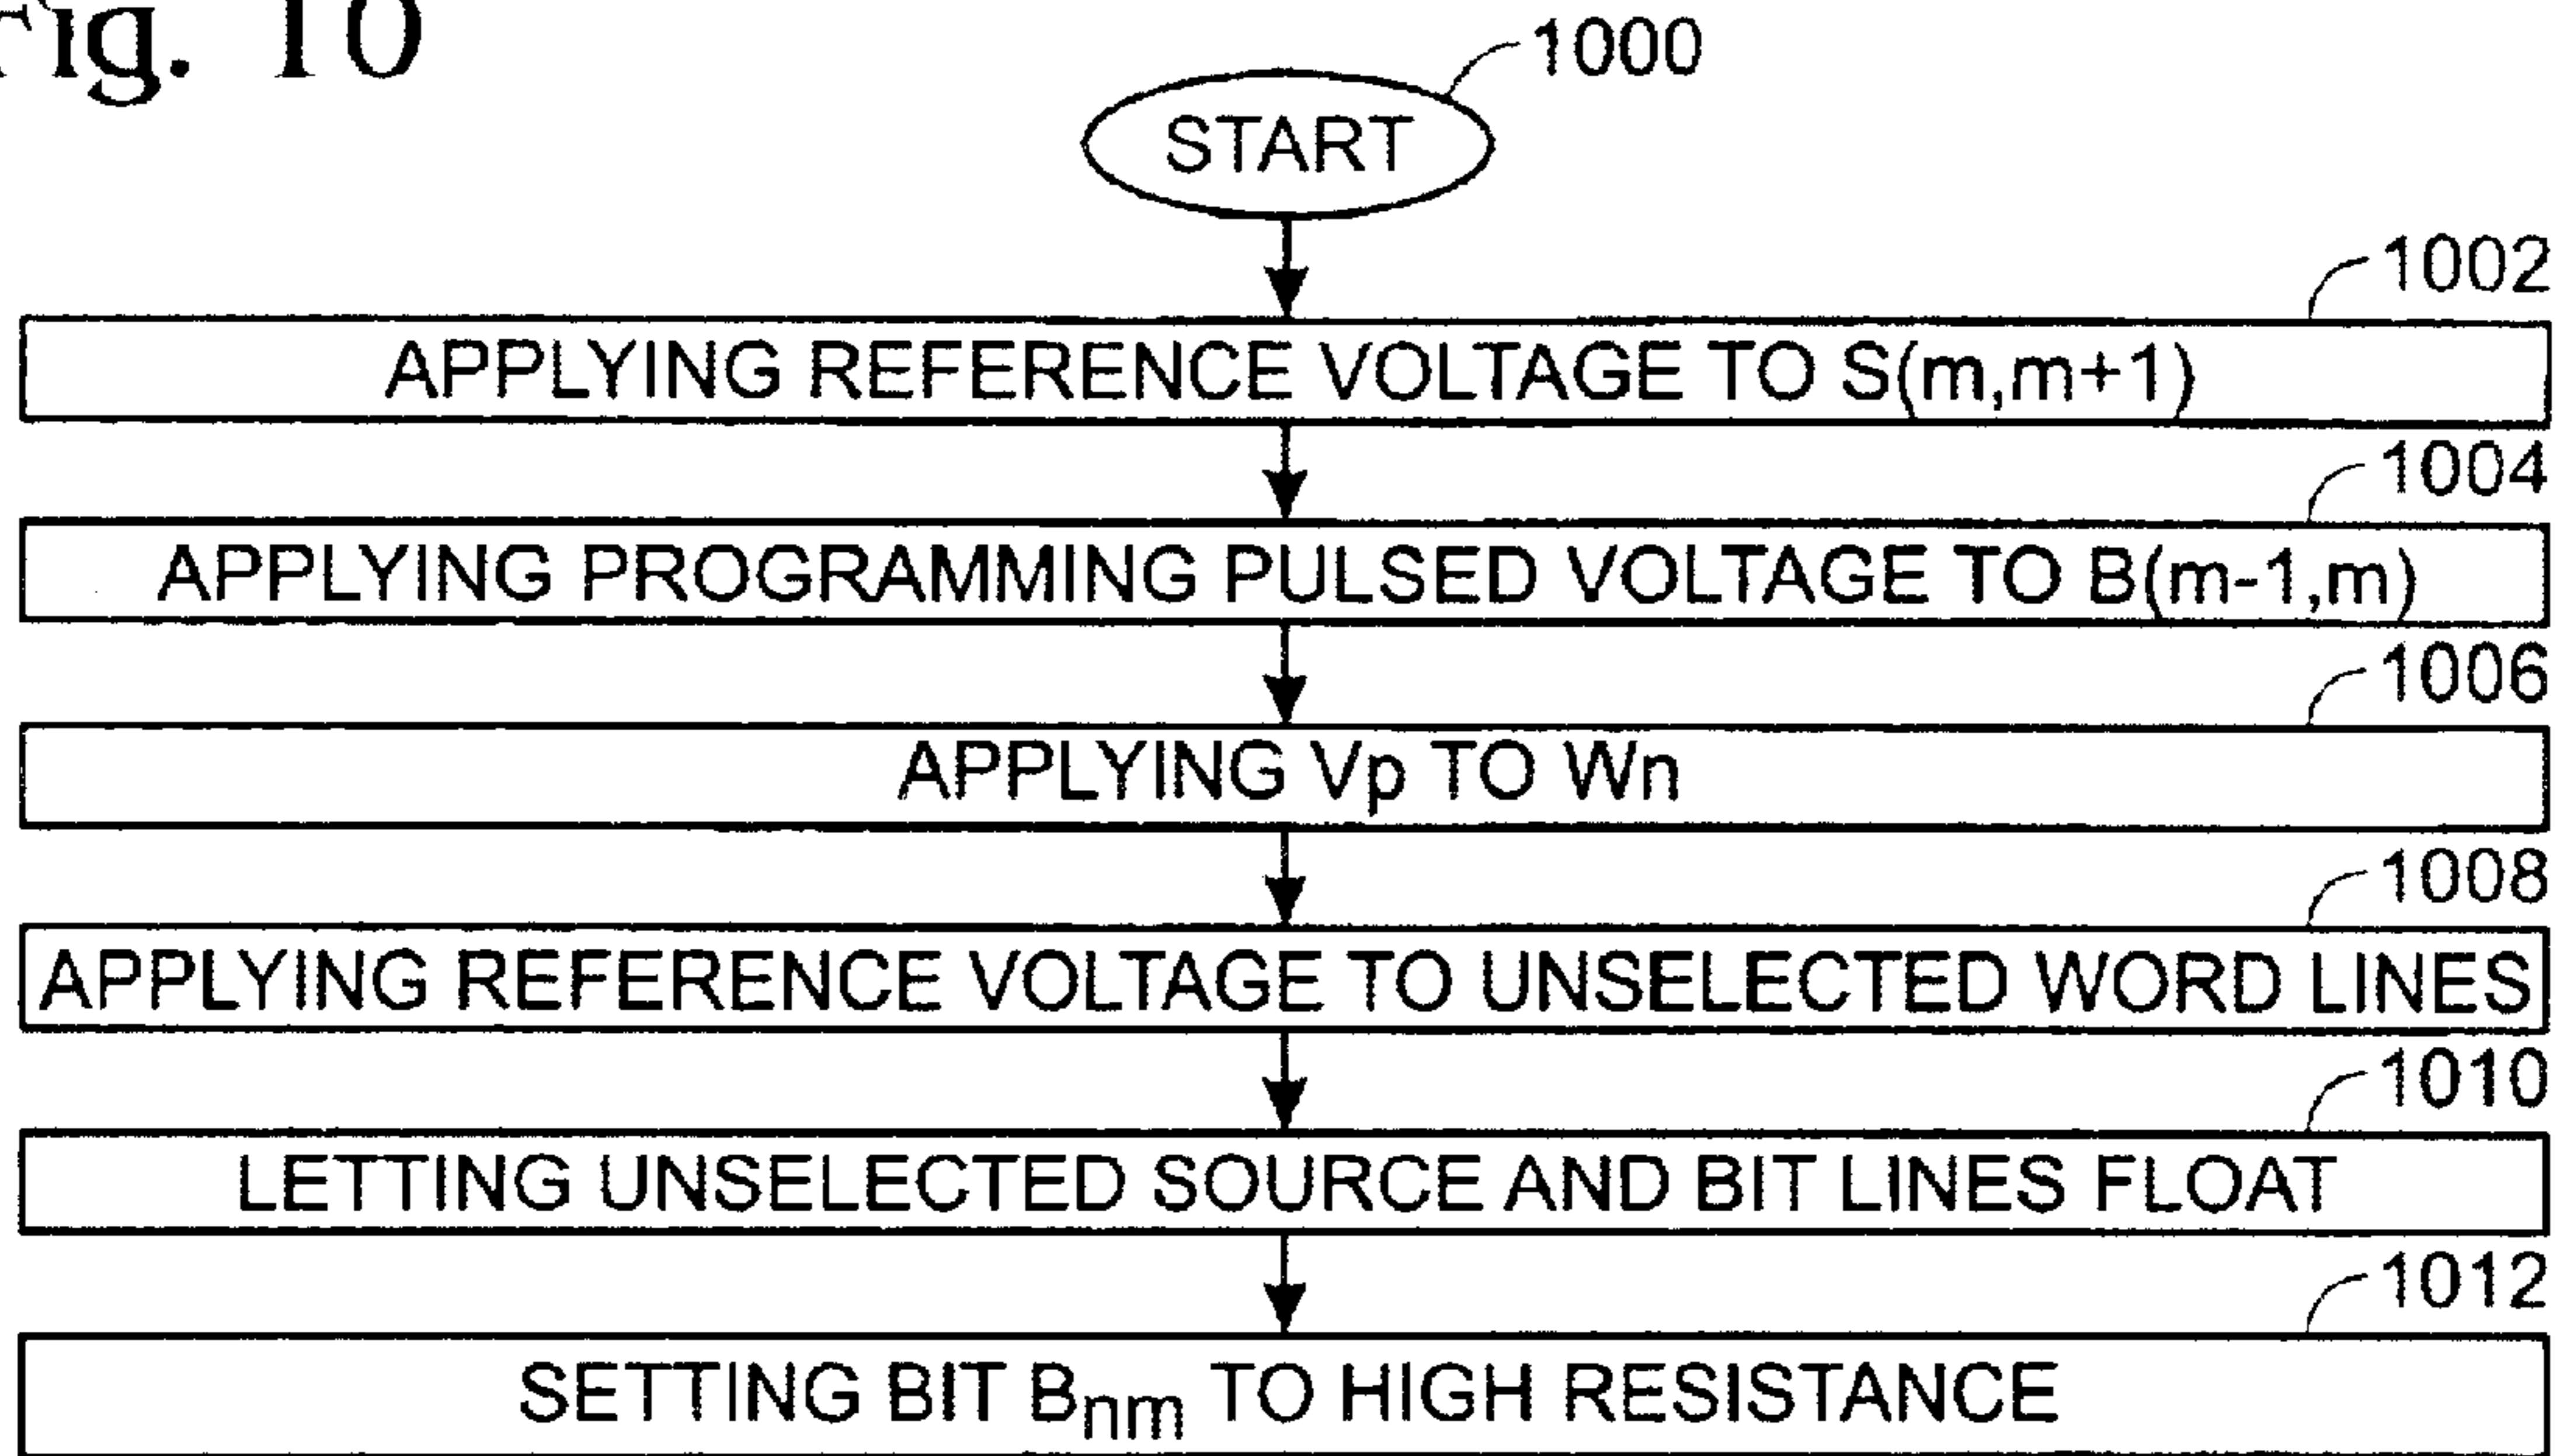 Fig. 10
1000
START
1002
APPLYING REFERENCE VOLTAGE TO S(m,m+1)
1004
APPLYING PROGRAMMING PULSED VOLTAGE TO B(m-1,m)
1006
APPLYING Vp TO Wn
1008
APPLYING REFERENCE VOLTAGE TO UNSELECTED WORD LINES
1010
LETTING UNSELECTED SOURCE AND BIT LINES FLOAT
1012
SETTING BIT Bnm TO HIGH RESISTANCE